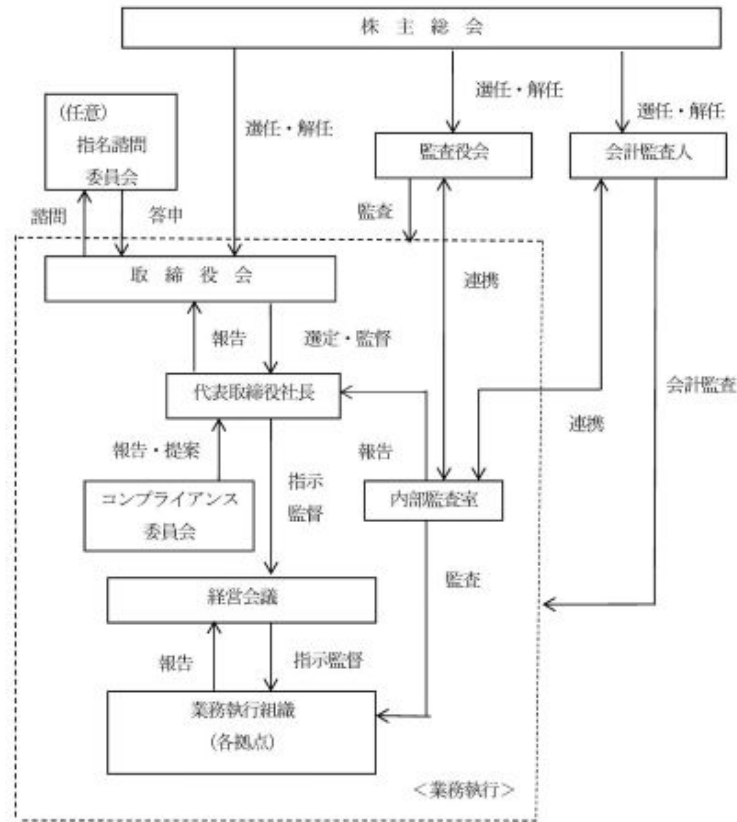 株 主 総 会
選任・解任
選任・解任
選任・解任
(任意)
指名諮問
委員会
監査役会
会計監査人
諮問
答申
監査
取 締 役 会
連携
報告
選定・監督
代表取締役社長
会計監査
報告・提案
報告
連携
指示
監督
コンプライアンス
委員会
内部監査室
経営会議
監査
報告
指示監督
業務執行組織
(各拠点)
<業務執行>